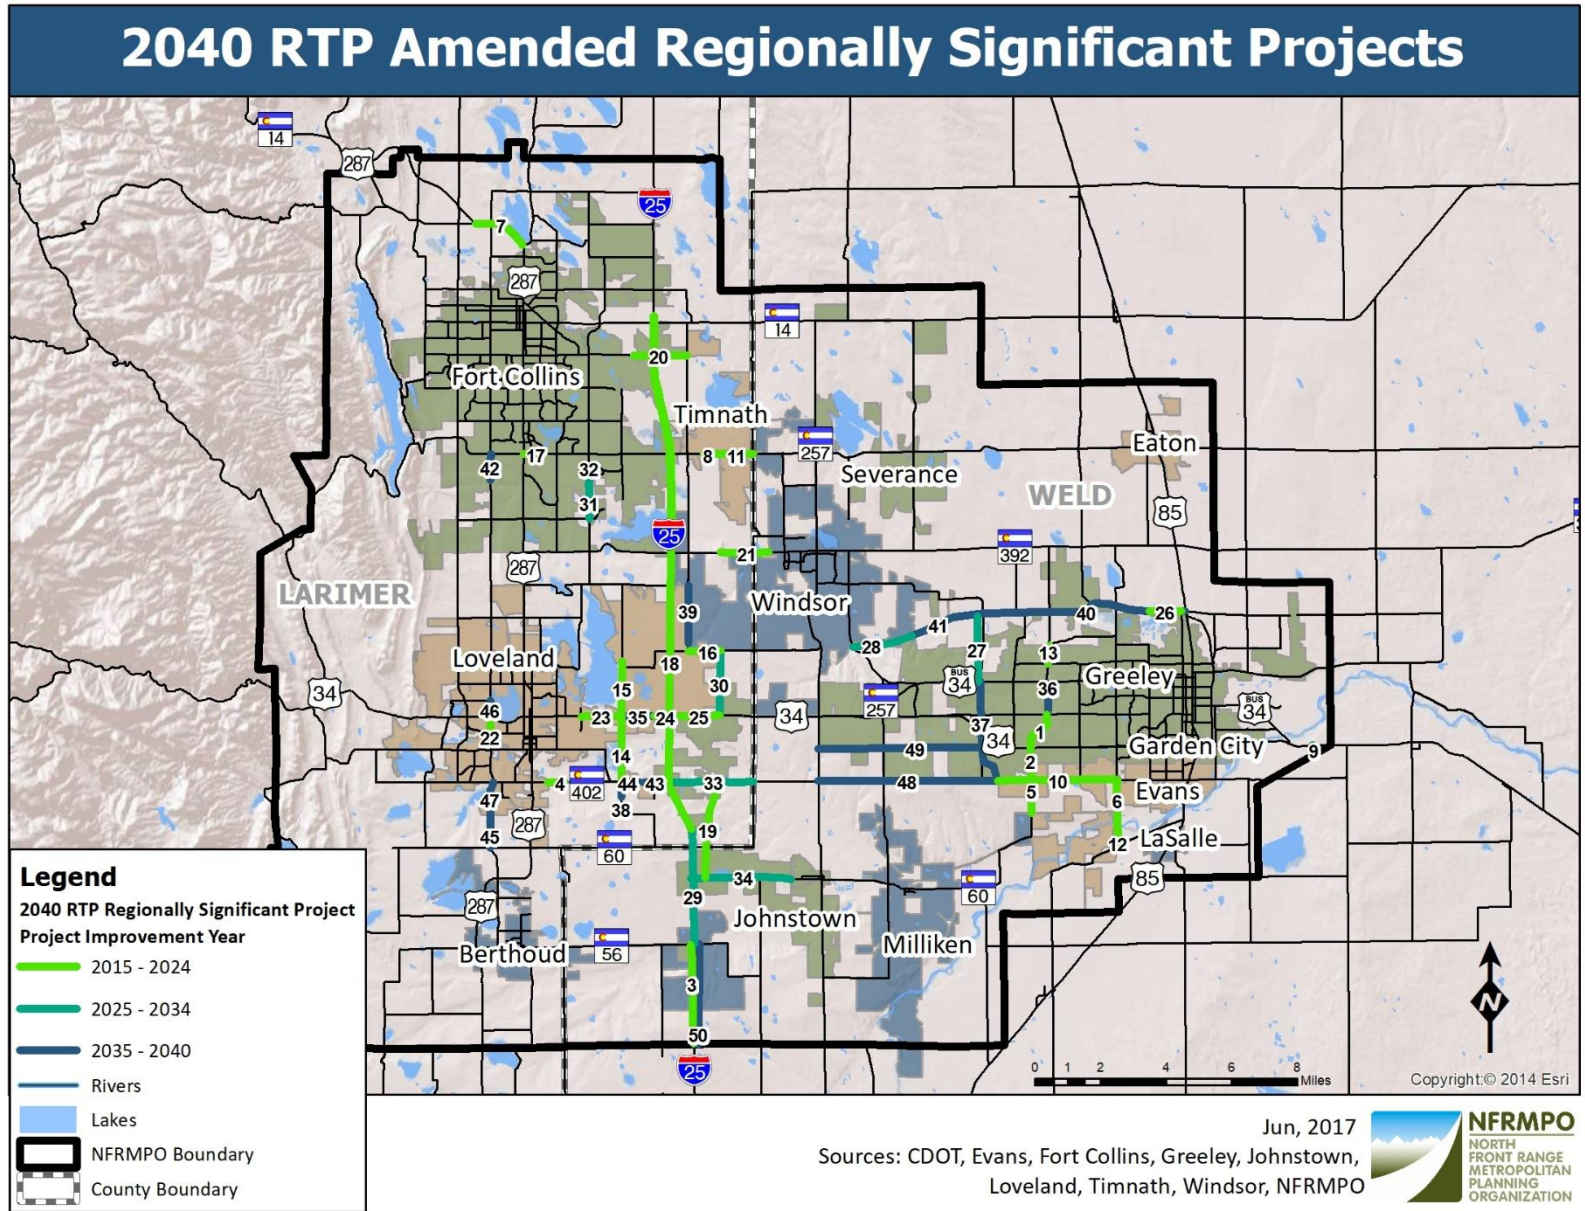 2040 RTP Amended Regionally Significant Projects
14
287
25
7
287
14
20
Fort Collins
Timnath
257
Eaton
8
11
17
42
32
Severance
WELD
31
85
25
392
21
287
LARIMER
39
Windsor
41
40
26
28
27
13
16
18
Loveland
BUS
34
Greeley
34
15
30
36
257
BUS
34
46
23
35
24
25
34
37
1
22
34
Garden City
49
9
14
2
4
402
44
43
33
48
10
5
Evans
6
47
38
45
287
19
60
12
LaSalle
34
60
85
29
287
Johnstown
56
Berthoud
Milliken
3
50
25
N
0 1 2 4 6 8
Miles
Copyright:© 2014 Esri
Legend
2040 RTP Regionally Significant Project
Project Improvement Year
2015 - 2024
2025 - 2034
2035 - 2040
Rivers
Lakes
NFRMPO Boundary
County Boundary
Jun, 2017
Sources: CDOT, Evans, Fort Collins, Greeley, Johnstown,
Loveland, Timnath, Windsor, NFRMPO
NFRMPO
NORTH
FRONT RANGE
METROPOLITAN
PLANNING
ORGANIZATION